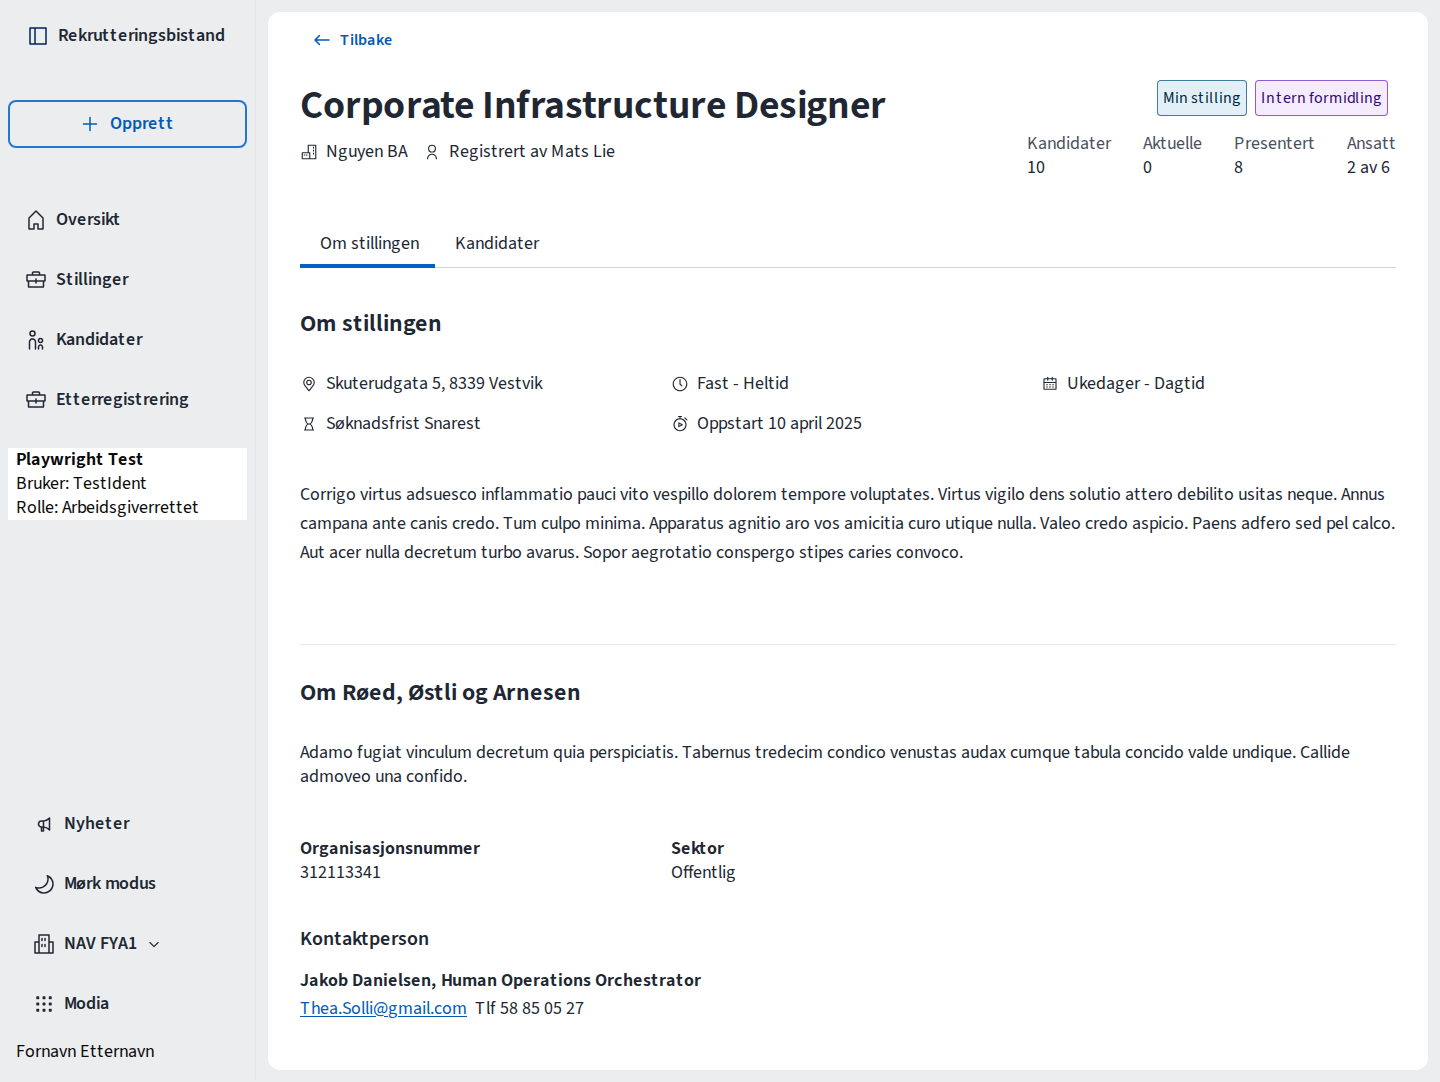 Rekrutteringsbistand
Opprett
Oversikt
Stillinger
Kandidater
Etterregistrering
Playwright Test
Bruker: TestIdent
Rolle: Arbeidsgiverrettet
Nyheter
Mørk modus
NAV FYA1
Modia
Fornavn Etternavn
Tilbake
Corporate Infrastructure Designer
Nguyen BA Registrert av Mats Lie
Min stilling Intern formidling
Kandidater Aktuelle Presentert Ansatt
10 0 8 2 av 6
Om stillingen Kandidater
Om stillingen
Skuterudgata 5, 8339 Vestvik Fast - Heltid Ukedager - Dagtid
Søknadsfrist Snarest Oppstart 10 april 2025
Corrigo virtus adsuesco inflammatio pauci vito vespillo dolorem tempore voluptates. Virtus vigilo dens solutio attero debilito usitas neque. Annus
campana ante canis credo. Tum culpo minima. Apparatus agnitio aro vos amicitia curo utique nulla. Valeo credo aspicio. Paens adfero sed pel calco.
Aut acer nulla decretum turbo avarus. Sopor aegrotatio conspergo stipes caries convoco.
Om Røed, Østli og Arnesen
Adamo fugiat vinculum decretum quia perspiciatis. Tabernus tredecim condico venustas audax cumque tabula concido valde undique. Callide
admoveo una confido.
Organisasjonsnummer Sektor
312113341 Offentlig
Kontaktperson
Jakob Danielsen, Human Operations Orchestrator
Thea.Solli@gmail.com Tlf 58 85 05 27